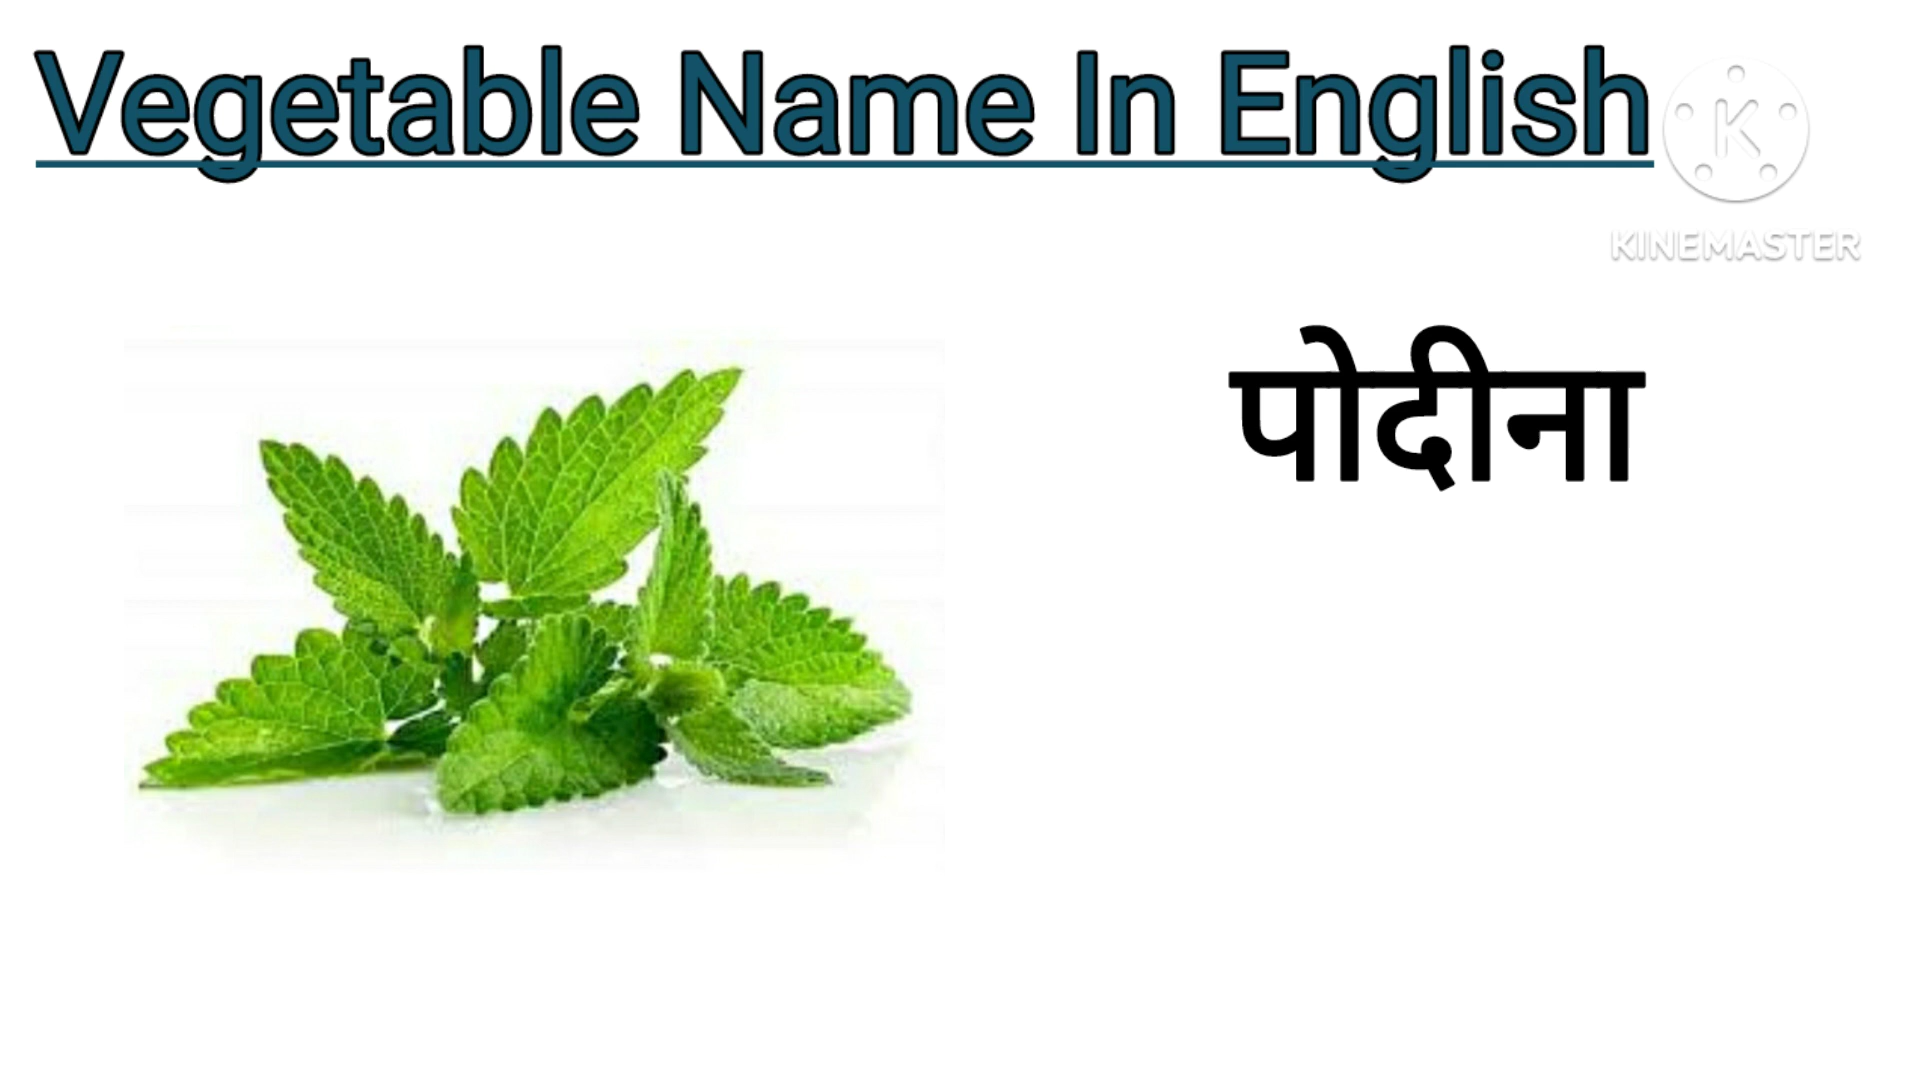 Vegetable Name In English
K
KINEMASTER
पोदीना